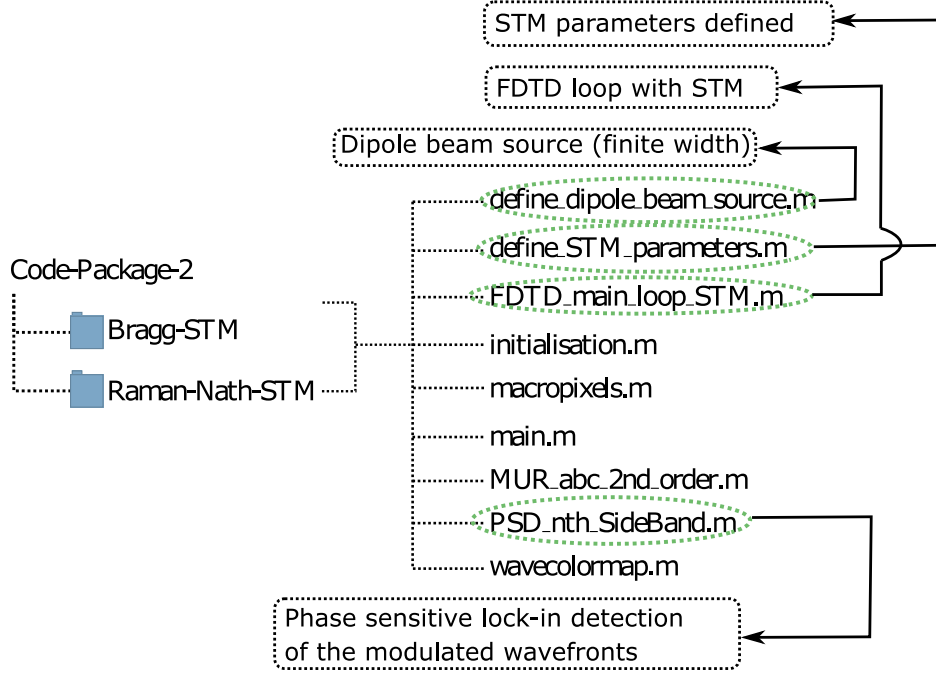 STM parameters defined
FDTD loop with STM
Dipole beam source (finite width)
define_dipole_beam_source.m
define_STM_parameters.m
Code-Package-2
FDTD_main_loop_STM.m
Bragg-STM
initialisation.m
Raman-Nath-STM
macropixels.m
main.m
MUR_abc_2nd_order.m
PSD_nth_SideBand.m
wavecolormap.m
Phase sensitive lock-in detection
of the modulated wavefronts